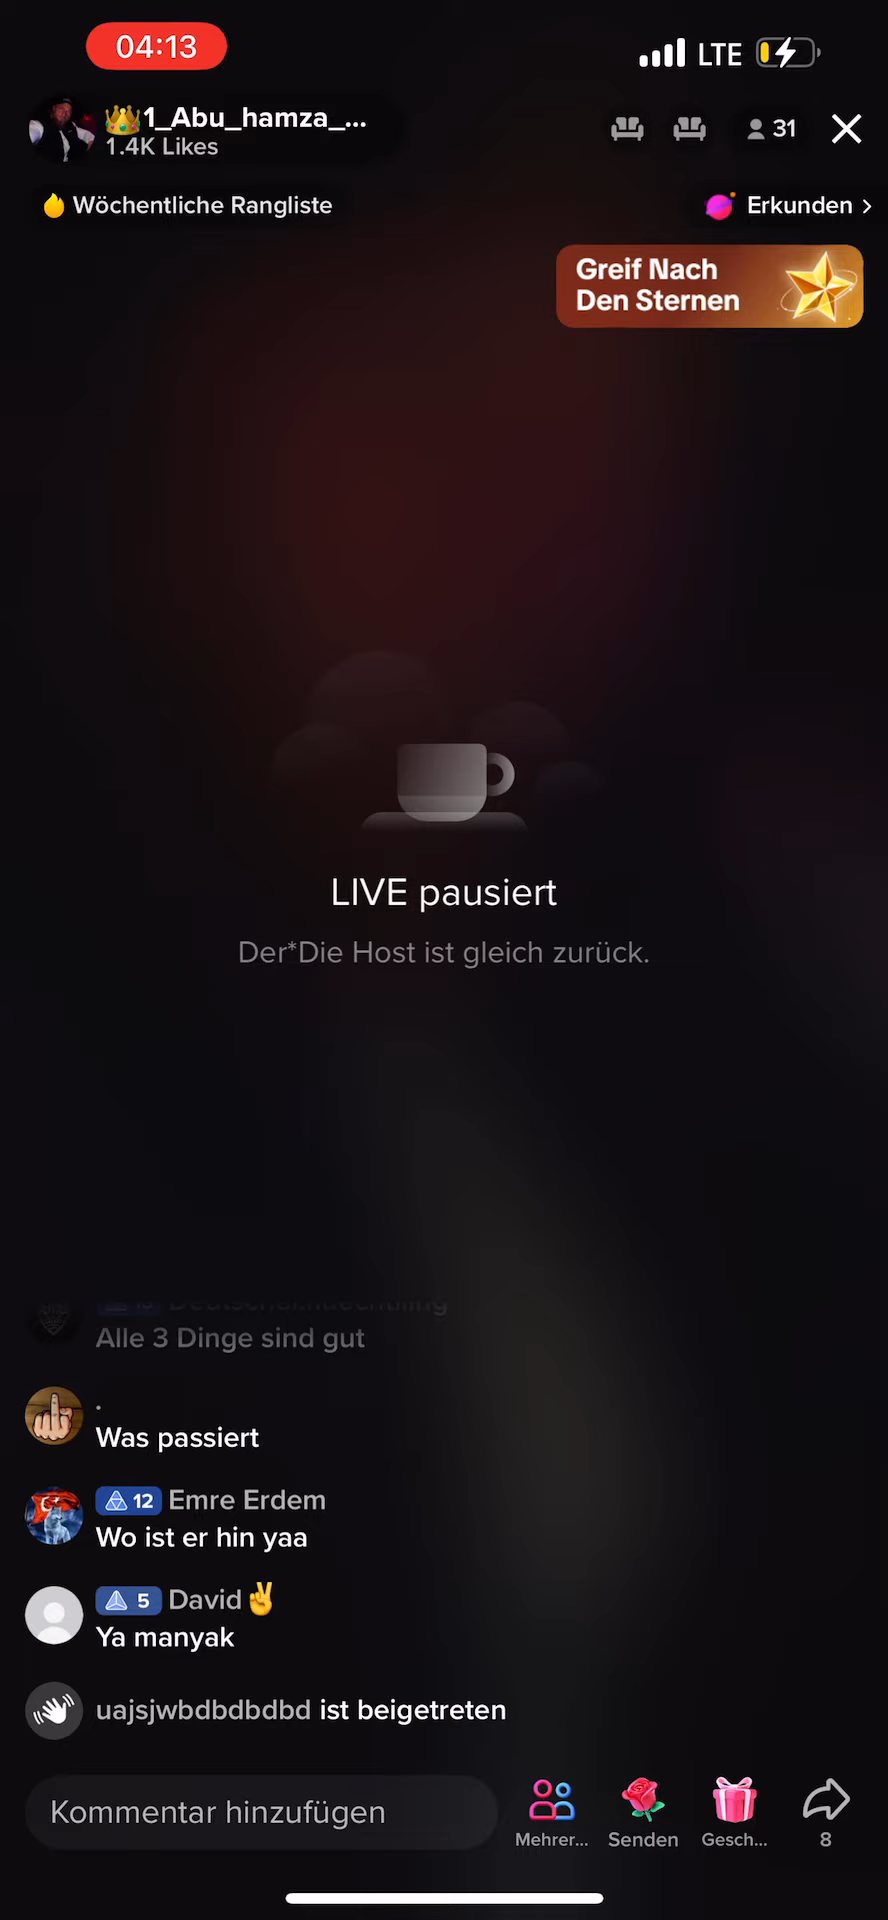 04:13
LTE
👑1_Abu_hamza_...
1.4K Likes
31
Wöchentliche Rangliste
Erkunden >
Greif Nach
Den Sternen
LIVE pausiert
Der*Die Host ist gleich zurück.
Alle 3 Dinge sind gut
.
Was passiert
12 Emre Erdem
Wo ist er hin yaa
5 David✌️
Ya manyak
uajsjwbdbdbdbd ist beigetreten
Kommentar hinzufügen
Mehrer...
Senden
Gesch...
8